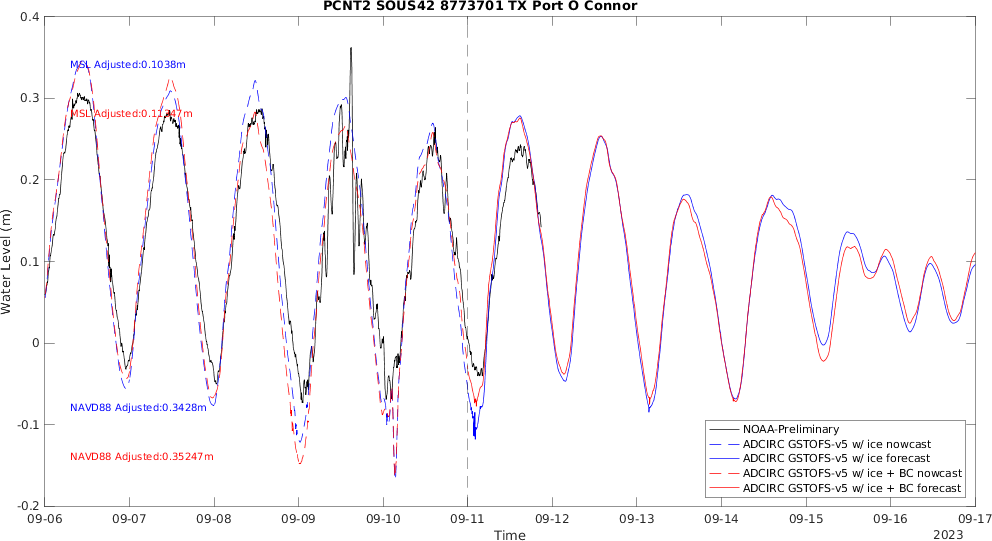 PCNT2 SOUS42 8773701 TX Port O Connor
0.4
0.3
0.2
0.1
0
-0.1
-0.2
Water Level (m)
MSL Adjusted:0.1038m
MSL Adjusted:0.11347m
NAVD88 Adjusted:0.3428m
NAVD88 Adjusted:0.35247m
NOAA-Preliminary
ADCIRC GSTOFS-v5 w/ ice nowcast
ADCIRC GSTOFS-v5 w/ ice forecast
ADCIRC GSTOFS-v5 w/ ice + BC nowcast
ADCIRC GSTOFS-v5 w/ ice + BC forecast
09-06 09-07 09-08 09-09 09-10 09-11 09-12 09-13 09-14 09-15 09-16 09-17
Time
2023